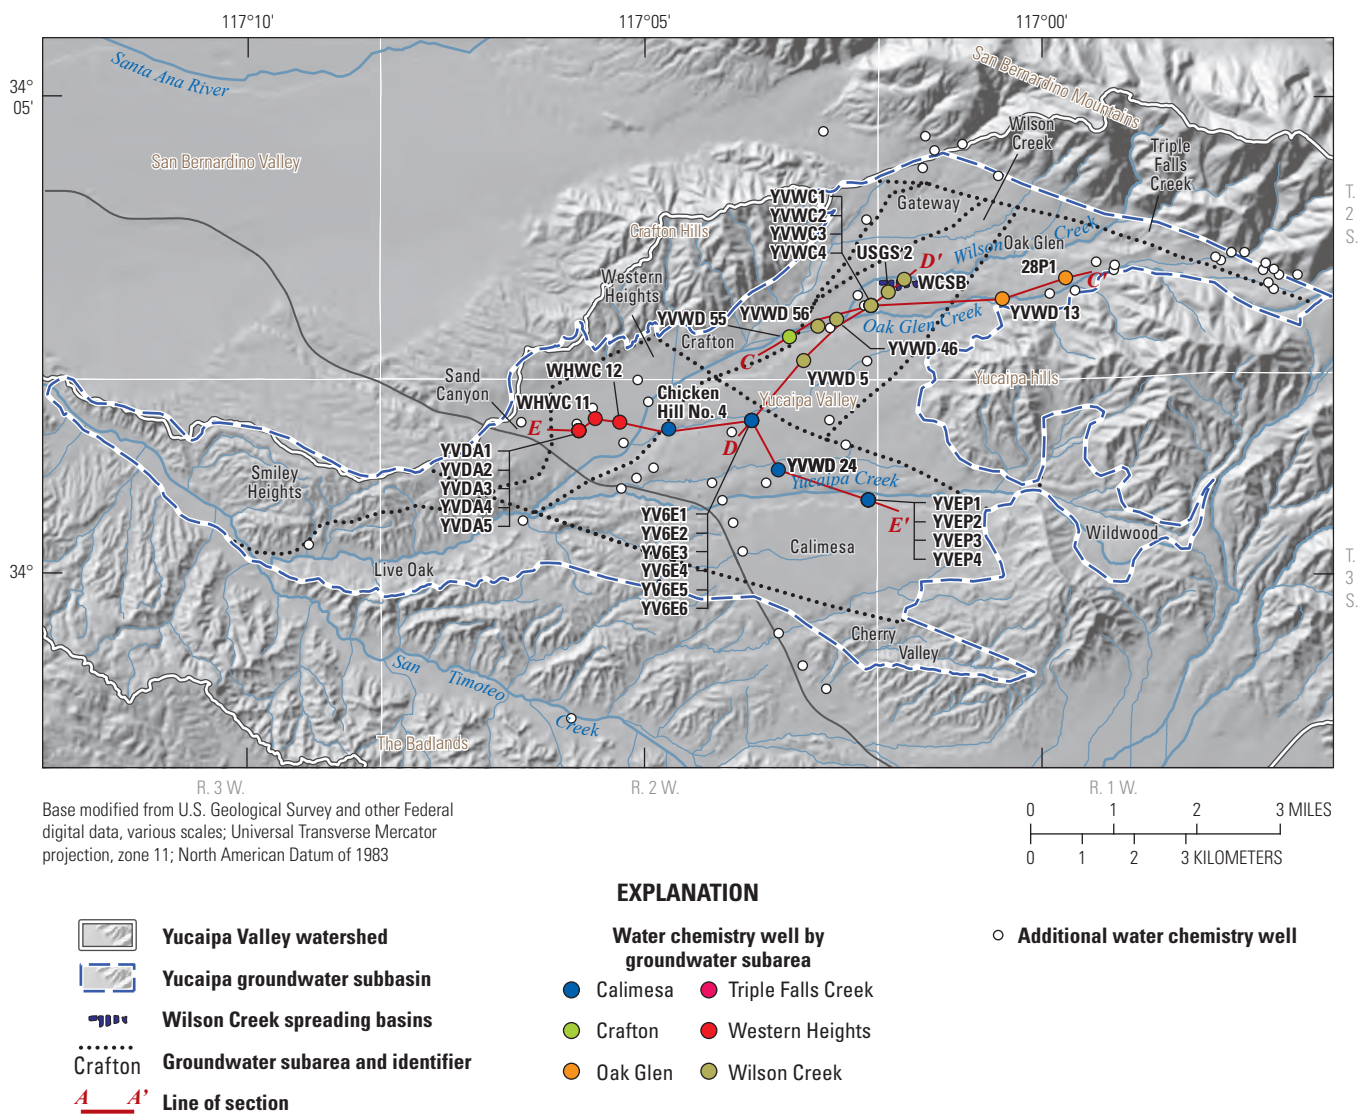 117°10'
117°05'
117°00'
34°
05'
34°
Santa Ana River
San Bernardino Valley
San Bernardino Mountains
Wilson
Creek
Triple
Falls
Creek
T.
2
S.
YVWC1
YVWC2
YVWC3
YVWC4
Gateway
Crafton Hills
Oak Glen
Wilson Creek
USGS 2
D'
WCSB
28P1
C'
Western
Heights
YVWD 56
YVWD 55
Crafton
Oak Glen Creek
YVWD 13
YVWD 46
C
WHWC 12
YVWD 5
Yucaipa hills
Sand
Canyon
WHWC 11
Chicken
Hill No. 4
Yucaipa Valley
E
D
YVDA1
YVDA2
YVDA3
YVDA4
YVDA5
Smiley
Heights
YVWD 24
Yucaipa Creek
YV6E1
YV6E2
YV6E3
YV6E4
YV6E5
YV6E6
E'
YVEP1
YVEP2
YVEP3
YVEP4
Wildwood
Calimesa
Live Oak
T.
3
S.
Cherry
Valley
San Timoteo Creek
The Badlands
R. 3 W.
R. 2 W.
R. 1 W.
Base modified from U.S. Geological Survey and other Federal
digital data, various scales; Universal Transverse Mercator
projection, zone 11; North American Datum of 1983
0 1 2 3 MILES
0 1 2 3 KILOMETERS
EXPLANATION
Yucaipa Valley watershed
Yucaipa groundwater subbasin
Wilson Creek spreading basins
Crafton
Groundwater subarea and identifier
A A'
Line of section
Water chemistry well by
groundwater subarea
Calimesa
Crafton
Oak Glen
Triple Falls Creek
Western Heights
Wilson Creek
Additional water chemistry well